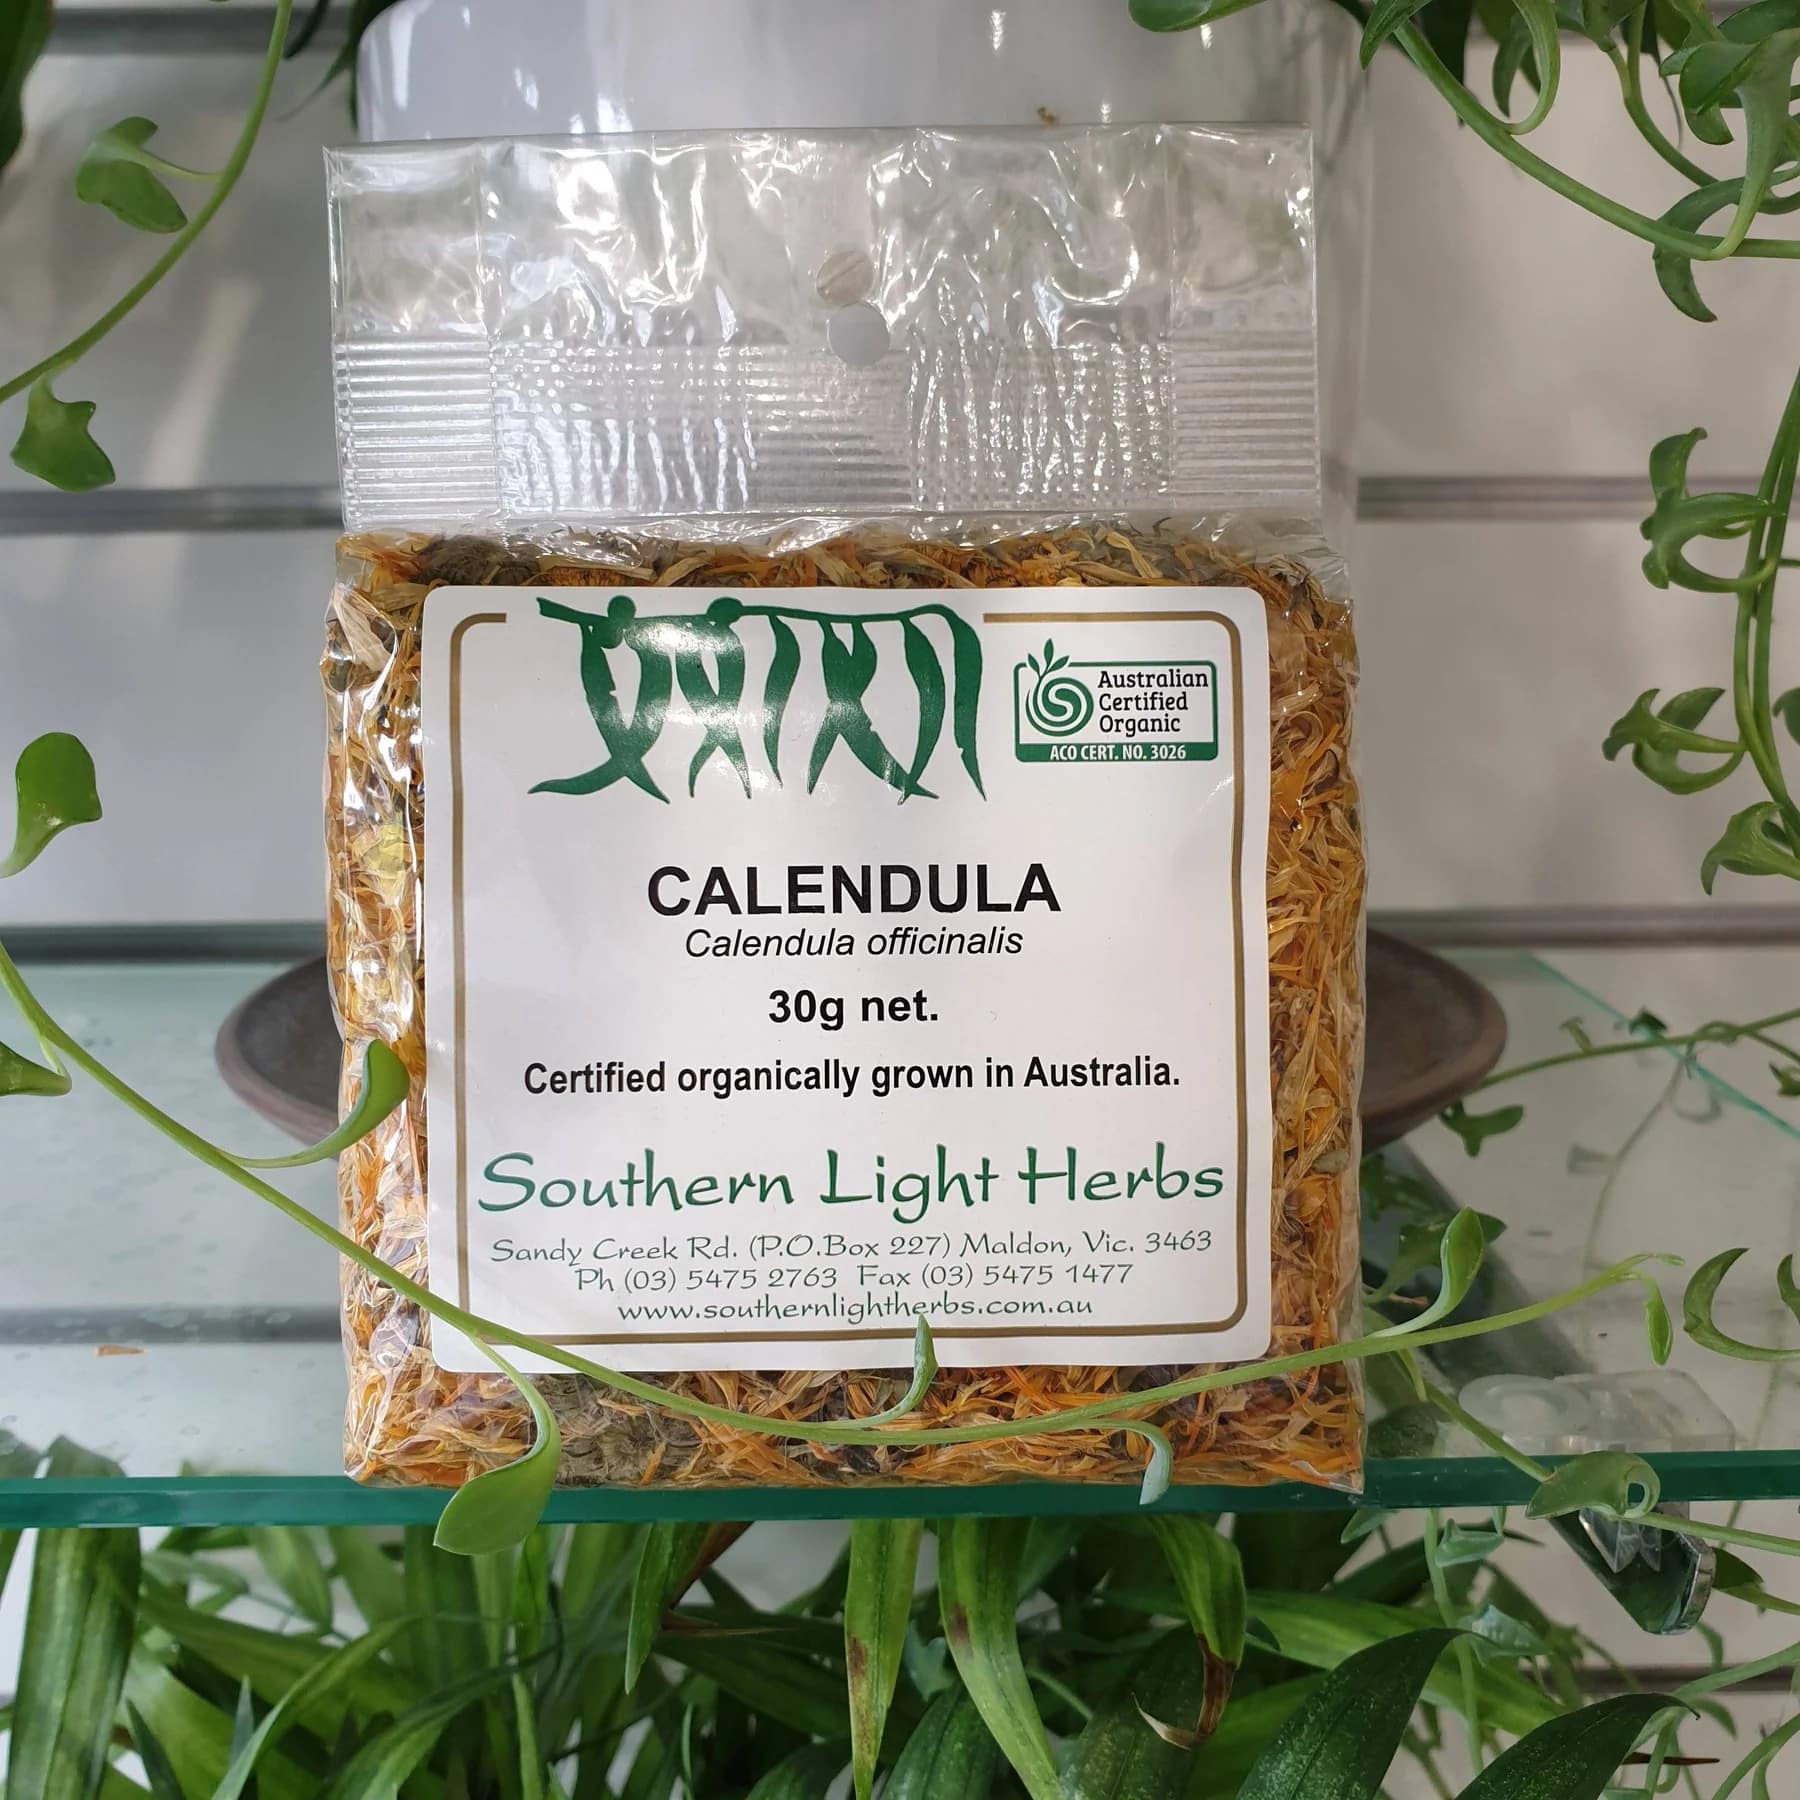 Australian
Certified
Organic
ACO CERT. NO. 3026
CALENDULA
Calendula officinalis
30g net.
Certified organically grown in Australia.
Southern Light Herbs
Sandy Creek Rd. (P.O.Box 227) Maldon, Vic. 3463
Ph (03) 5475 2763 Fax (03) 5475 1477
www.southernlightherbs.com.au